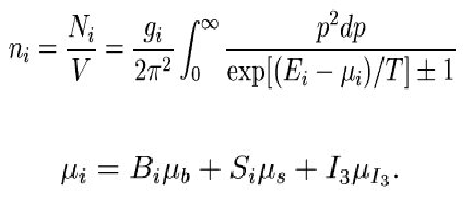 n_i = \frac{N_i}{V} = \frac{g_i}{2\pi^2} \int_0^\infty \frac{p^2 dp}{\exp[(E_i - \mu_i)/T] \pm 1}
\mu_i = B_i\mu_b + S_i\mu_s + I_3\mu_{I_3}.